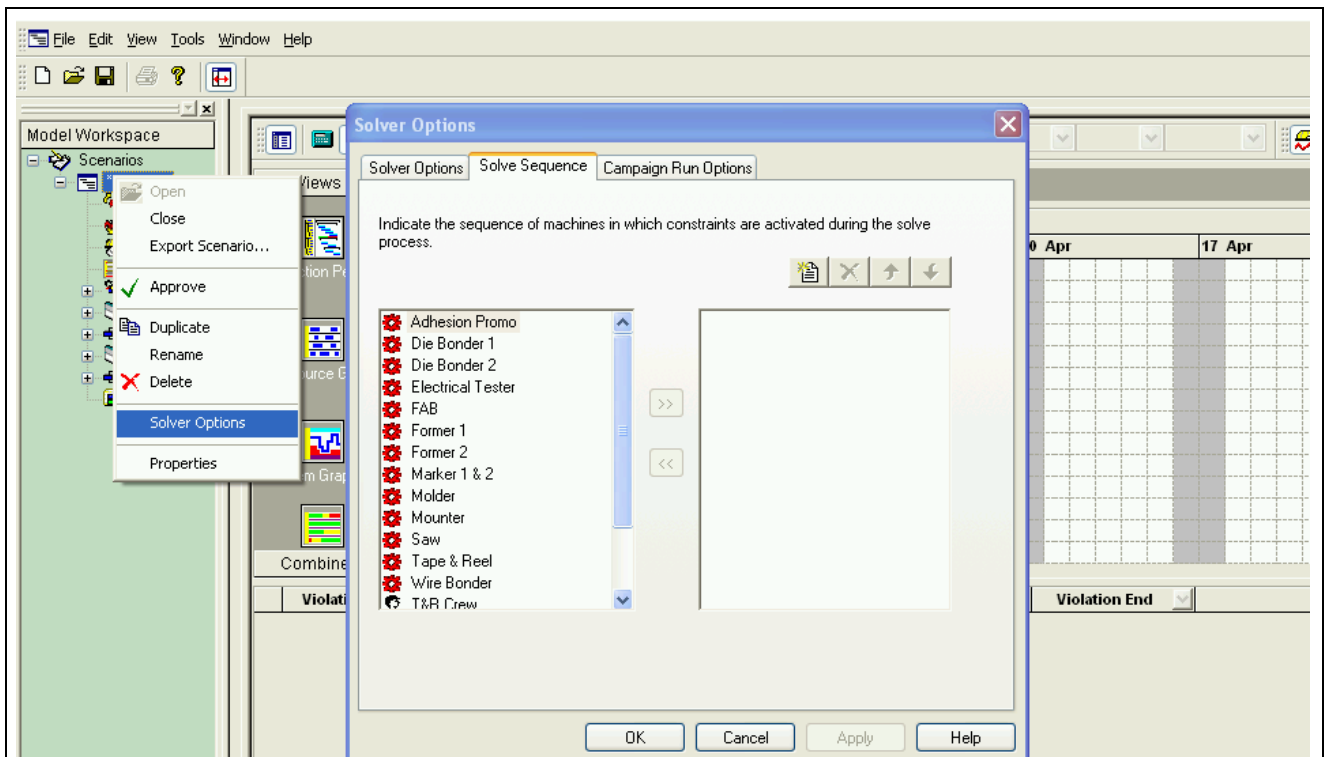 File Edit View Tools Window Help
Model Workspace
Scenarios
Open
Close
Export Scenario...
Approve
Duplicate
Rename
Delete
Solver Options
Properties
Views
Combine
Violati
Solver Options
Solver Options Solve Sequence Campaign Run Options
Indicate the sequence of machines in which constraints are activated during the solve
process.
Adhesion Promo
Die Bonder 1
Die Bonder 2
Electrical Tester
FAB
Former 1
Former 2
Marker 1 & 2
Molder
Mounter
Saw
Tape & Reel
Wire Bonder
T&R Crew
>>
<<
OK Cancel Apply Help
0 Apr 17 Apr
Violation End